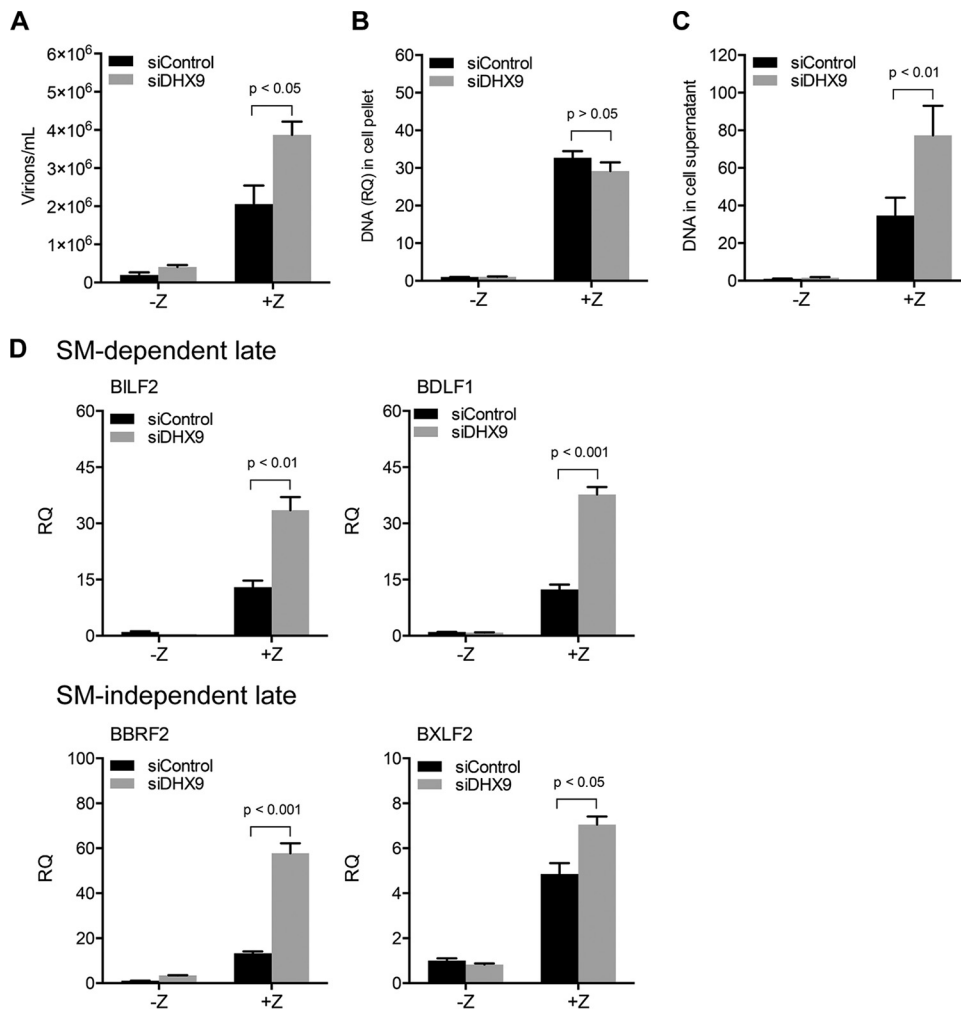 A
Virions/mL
6×10⁶
5×10⁶
4×10⁶
3×10⁶
2×10⁶
1×10⁶
0
siControl
siDHX9
p < 0.05
-Z
+Z
B
DNA (RQ) in cell pellet
60
50
40
30
20
10
0
siControl
siDHX9
p > 0.05
-Z
+Z
C
DNA in cell supernatant
120
100
80
60
40
20
0
siControl
siDHX9
p < 0.01
-Z
+Z
D SM-dependent late
BILF2
RQ
60
45
30
15
0
siControl
siDHX9
p < 0.01
-Z
+Z
BDLF1
RQ
60
45
30
15
0
siControl
siDHX9
p < 0.001
-Z
+Z
SM-independent late
BBRF2
RQ
100
80
60
40
20
0
siControl
siDHX9
p < 0.001
-Z
+Z
BXLF2
RQ
10
8
6
4
2
0
siControl
siDHX9
p < 0.05
-Z
+Z